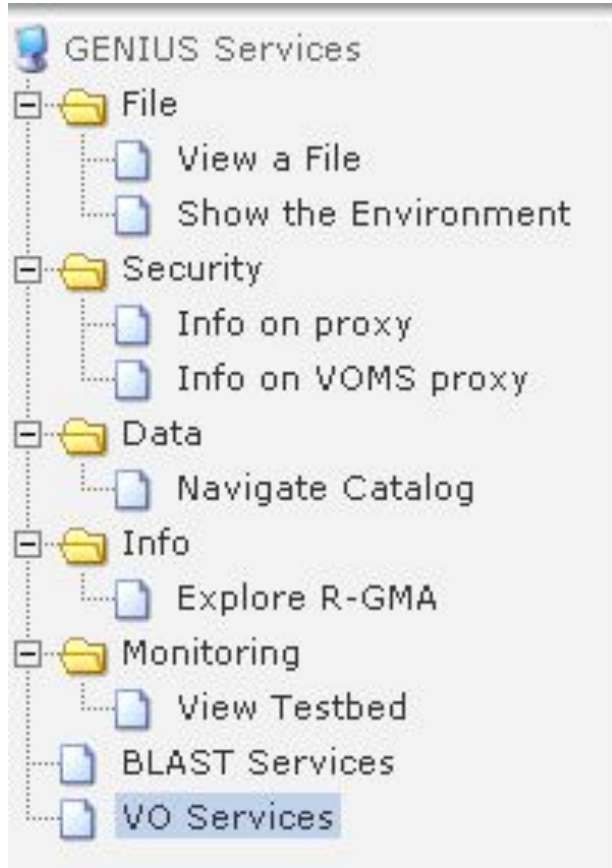 GENIUS Services
File
View a File
Show the Environment
Security
Info on proxy
Info on VOMS proxy
Data
Navigate Catalog
Info
Explore R-GMA
Monitoring
View Testbed
BLAST Services
VO Services